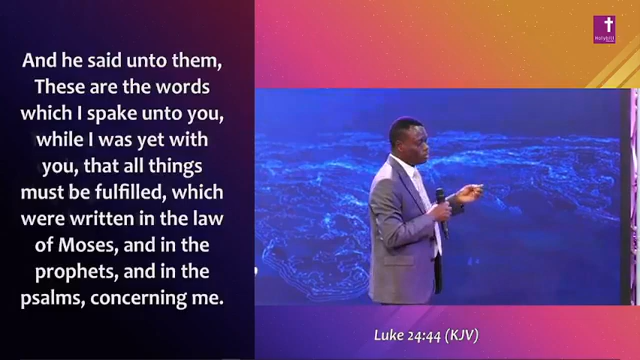 And he said unto them,
These are the words
which I spake unto you,
while I was yet with
you, that all things
must be fulfilled, which
were written in the law
of Moses, and in the
prophets, and in the
psalms, concerning me.
Luke 24:44 (KJV)